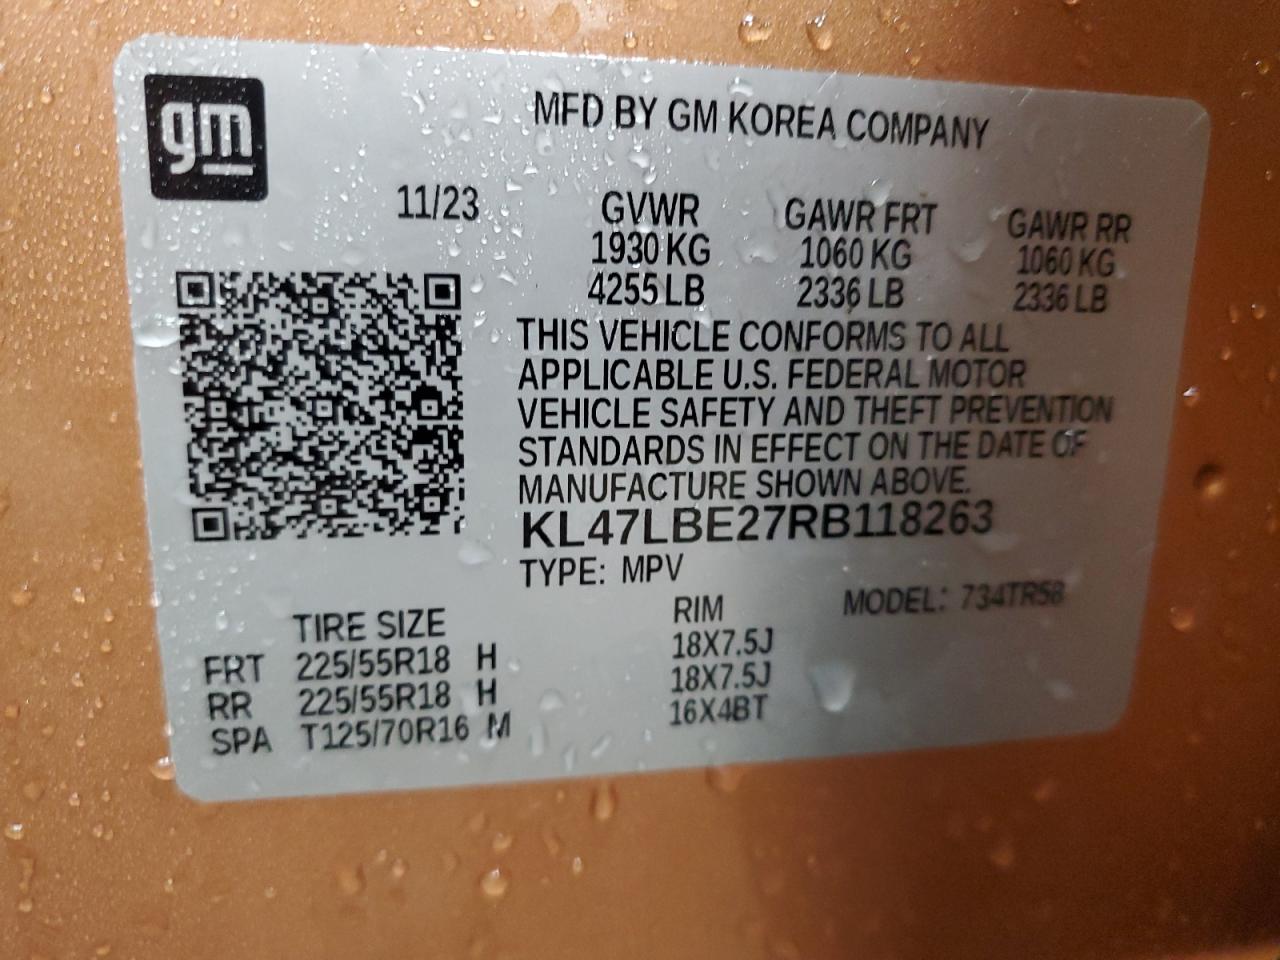 gm
MFD BY GM KOREA COMPANY
11/23 GVWR GAWR FRT GAWR RR
1930 KG 1060 KG 1060 KG
4255 LB 2336 LB 2336 LB
THIS VEHICLE CONFORMS TO ALL
APPLICABLE U.S. FEDERAL MOTOR
VEHICLE SAFETY AND THEFT PREVENTION
STANDARDS IN EFFECT ON THE DATE OF
MANUFACTURE SHOWN ABOVE.
KL47LBE27RB118263
TYPE: MPV MODEL: 734TR58
TIRE SIZE RIM
FRT 225/55R18 H 18X7.5J
RR 225/55R18 H 18X7.5J
SPA T125/70R16 M 16X4BT